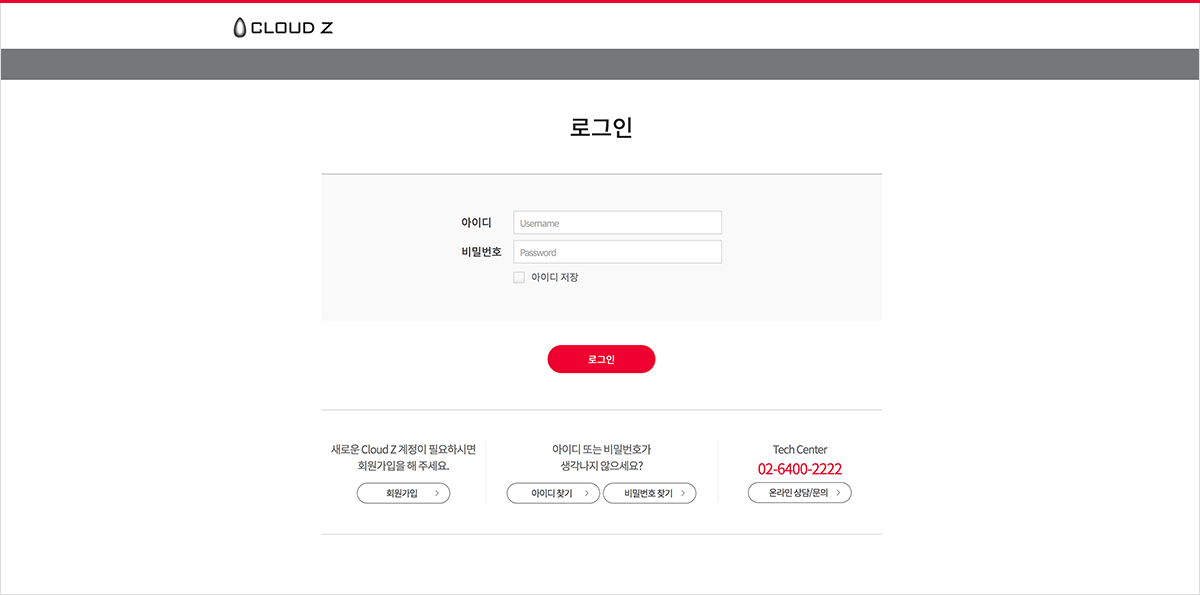 CLOUD Z
로그인
아이디 Username
비밀번호 Password
아이디 저장
로그인
새로운 Cloud Z 계정이 필요하시면
회원가입을 해 주세요.
회원가입
아이디 또는 비밀번호가
생각나지 않으세요?
아이디 찾기 비밀번호 찾기
Tech Center
02-6400-2222
온라인 상담/문의